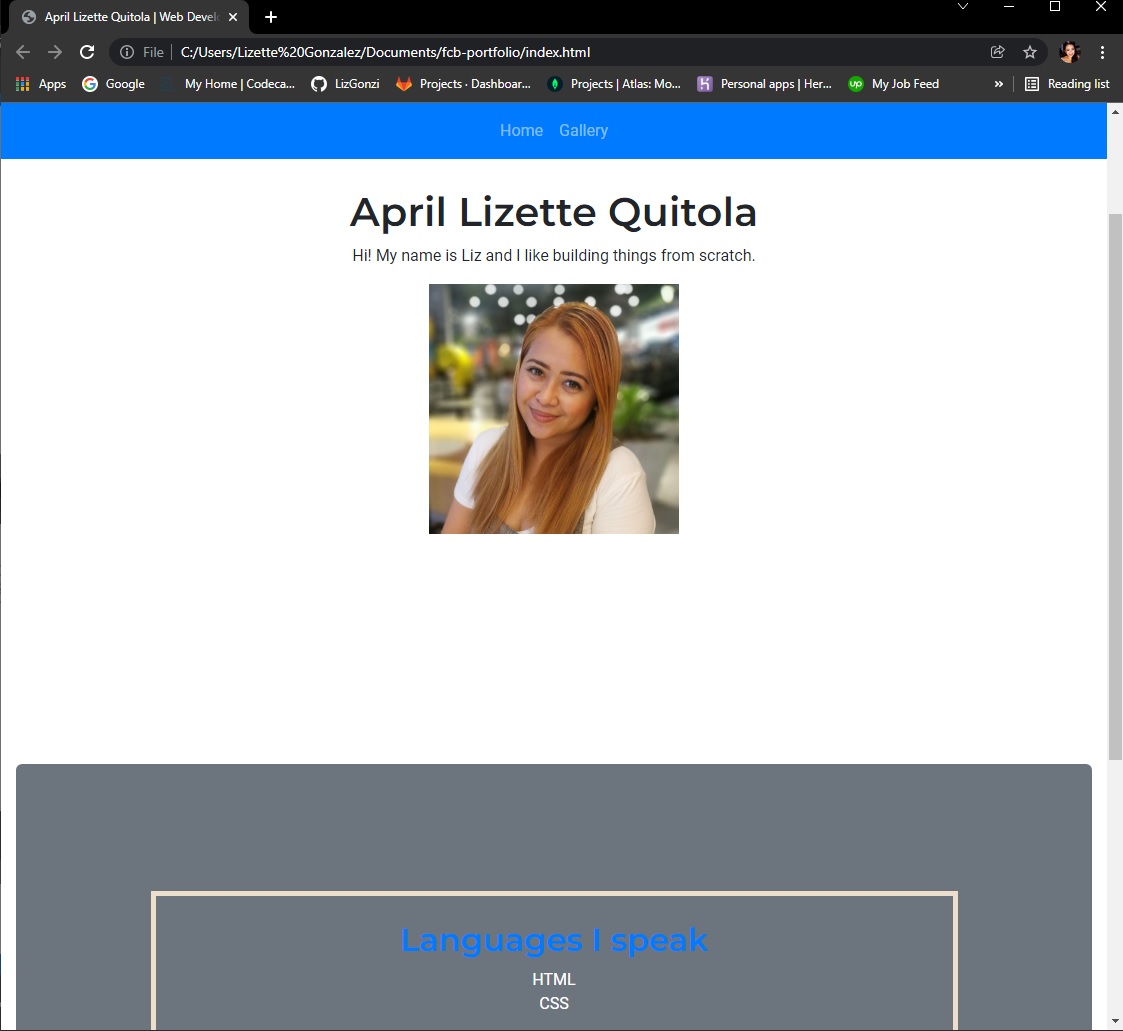 April Lizette Quitola | Web Devel
File C:/Users/Lizette%20Gonzalez/Documents/fcb-portfolio/index.html
Apps Google My Home | Codeca... LizGonzi Projects · Dashboar... Projects | Atlas: Mo... Personal apps | Her... up My Job Feed » Reading list
Home Gallery
April Lizette Quitola
Hi! My name is Liz and I like building things from scratch.
Languages I speak
HTML
CSS